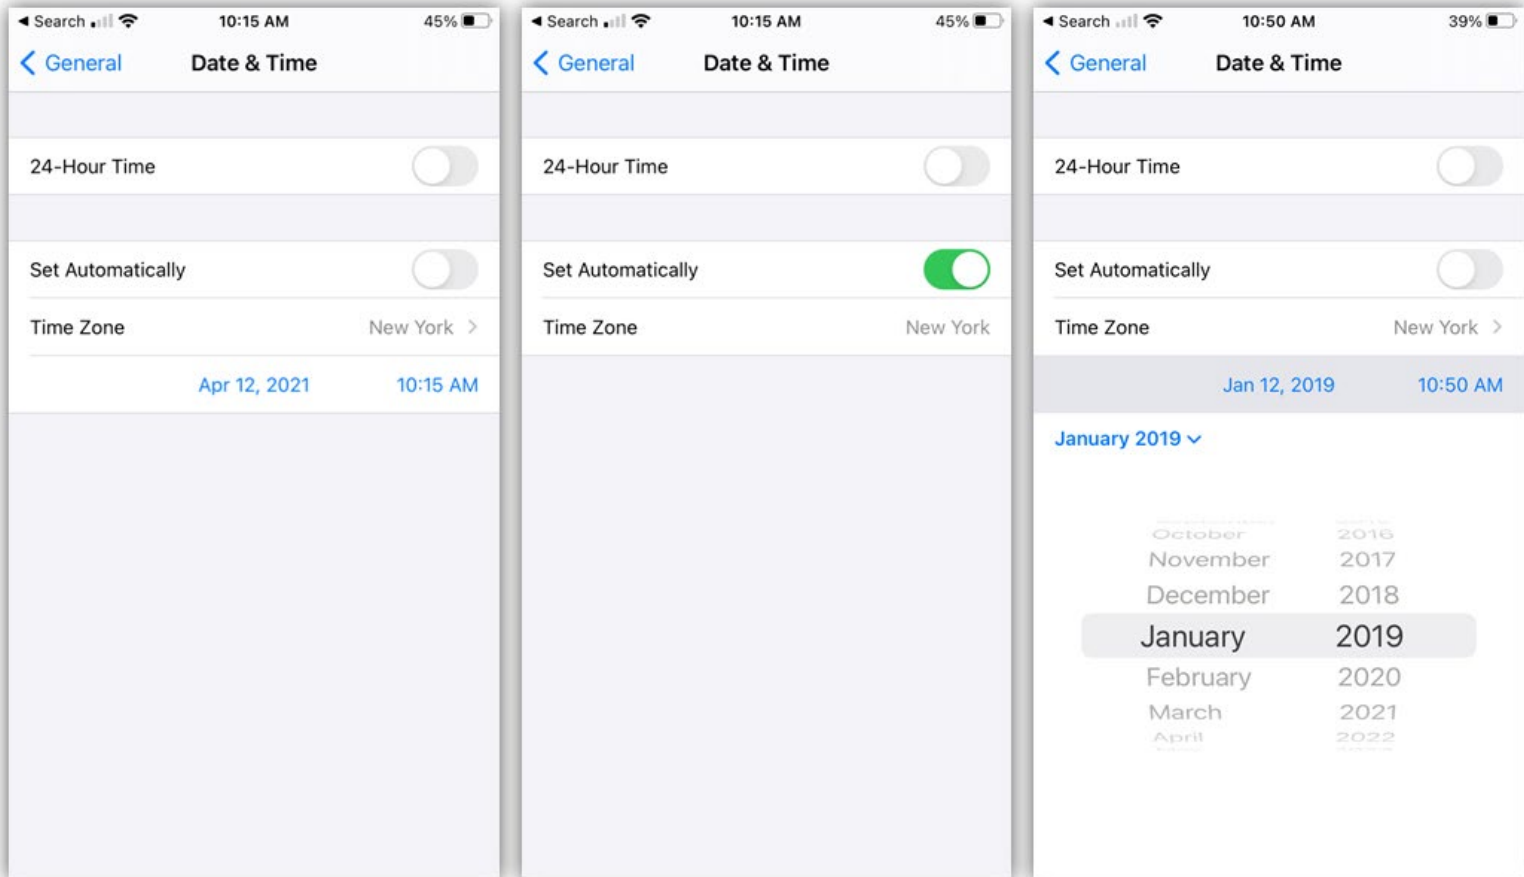 Search 10:15 AM 45%
General Date & Time
24-Hour Time
Set Automatically
Time Zone New York
Apr 12, 2021 10:15 AM
Search 10:15 AM 45%
General Date & Time
24-Hour Time
Set Automatically
Time Zone New York
Search 10:50 AM 39%
General Date & Time
24-Hour Time
Set Automatically
Time Zone New York
Jan 12, 2019 10:50 AM
January 2019
October 2016
November 2017
December 2018
January 2019
February 2020
March 2021
April 2022